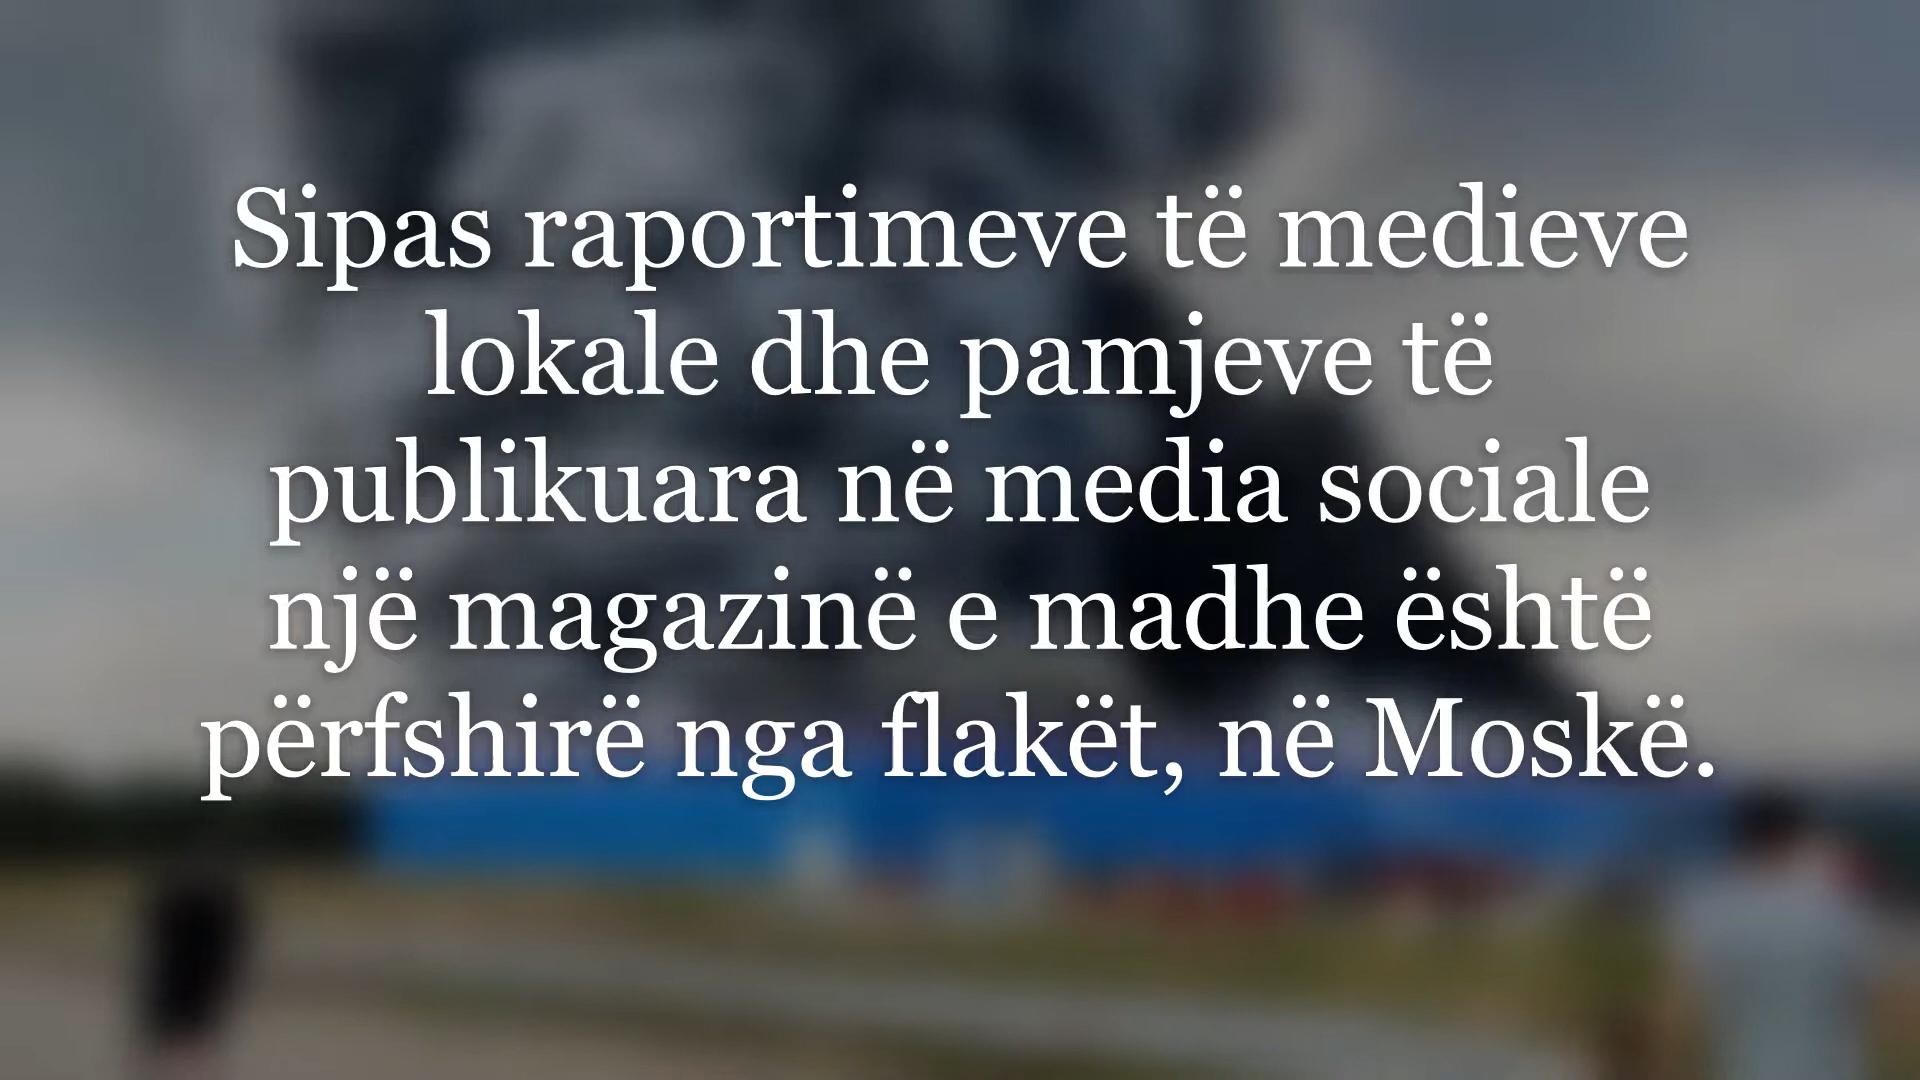 Sipas raportimeve të medieve
lokale dhe pamjeve të
publikuara në media sociale
një magazinë e madhe është
përfshirë nga flakët, në Moskë.